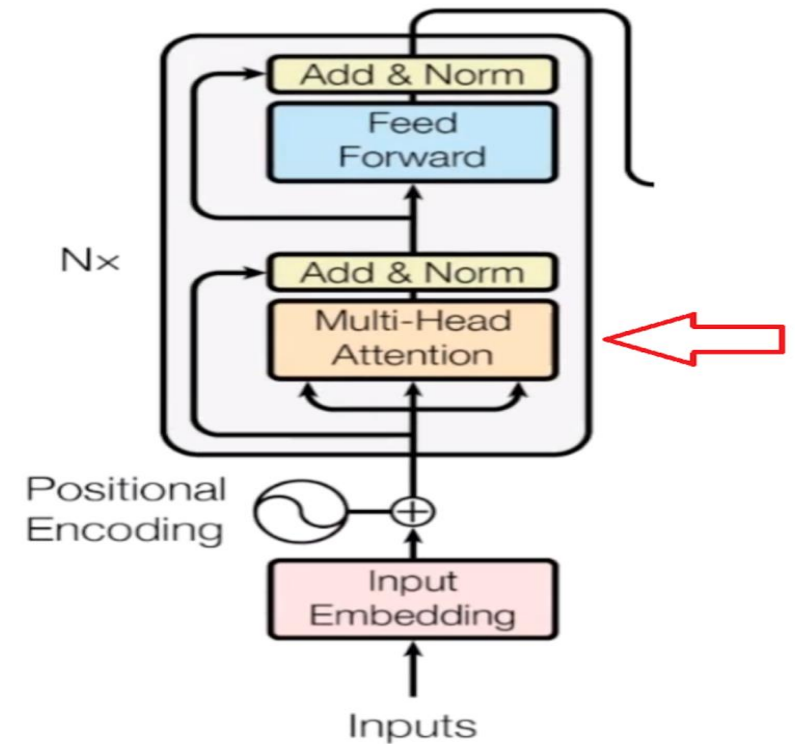 Add & Norm
Feed
Forward
Nx
Add & Norm
Multi-Head
Attention
Positional
Encoding
Input
Embedding
Inputs